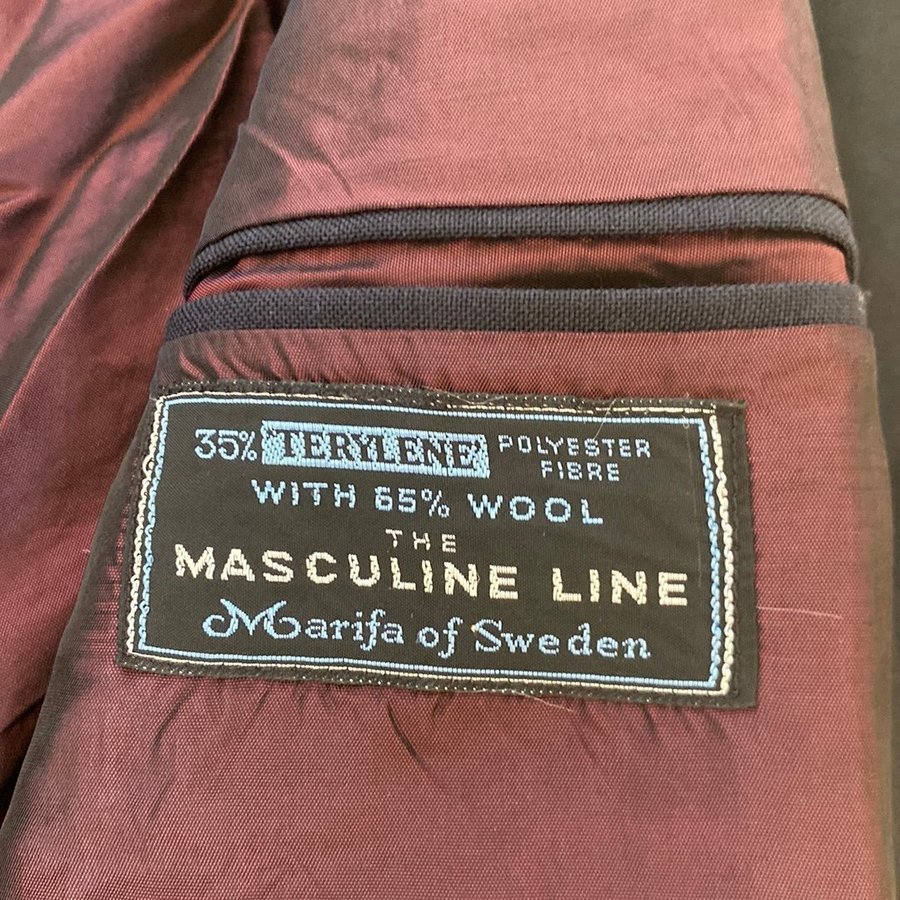 35% TERYLENE POLYESTER FIBRE
WITH 65% WOOL
THE
MASCULINE LINE
Marifa of Sweden